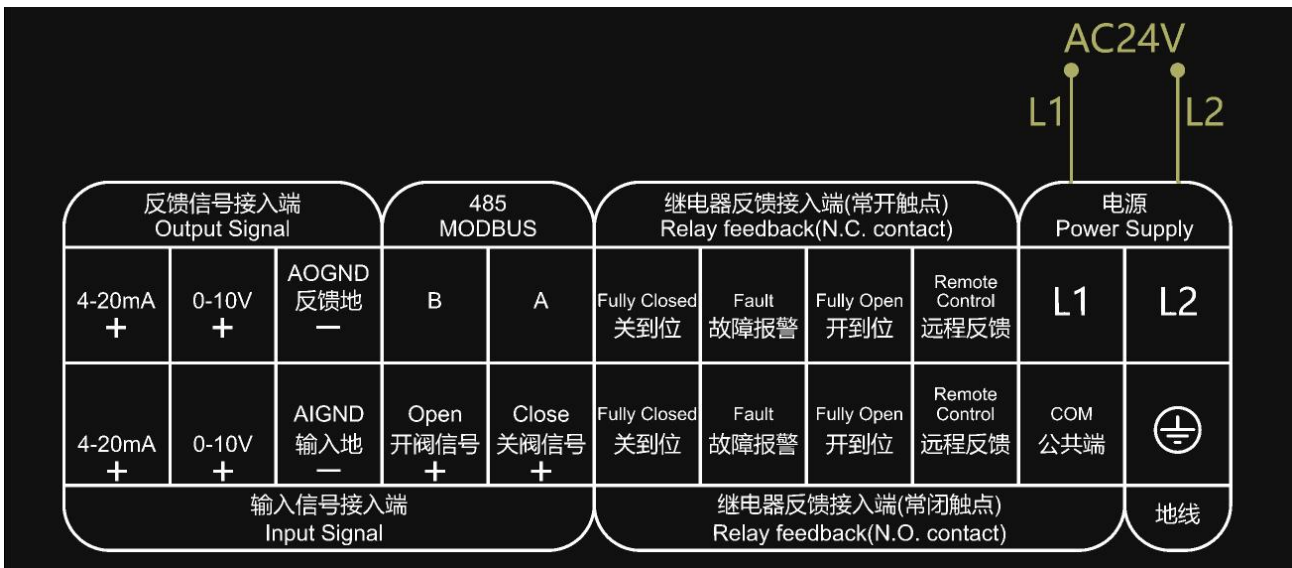 AC24V
L1
L2
反馈信号接入端
Output Signal
485
MODBUS
继电器反馈接入端(常开触点)
Relay feedback(N.C. contact)
电源
Power Supply
4-20mA
+
0-10V
+
AOGND
反馈地
—
B
A
Fully Closed
关到位
Fault
故障报警
Fully Open
开到位
Remote
Control
远程反馈
L1
L2
4-20mA
+
0-10V
+
AIGND
输入地
—
Open
开阀信号
+
Close
关阀信号
+
Fully Closed
关到位
Fault
故障报警
Fully Open
开到位
Remote
Control
远程反馈
COM
公共端
输入信号接入端
Input Signal
继电器反馈接入端(常闭触点)
Relay feedback(N.O. contact)
地线